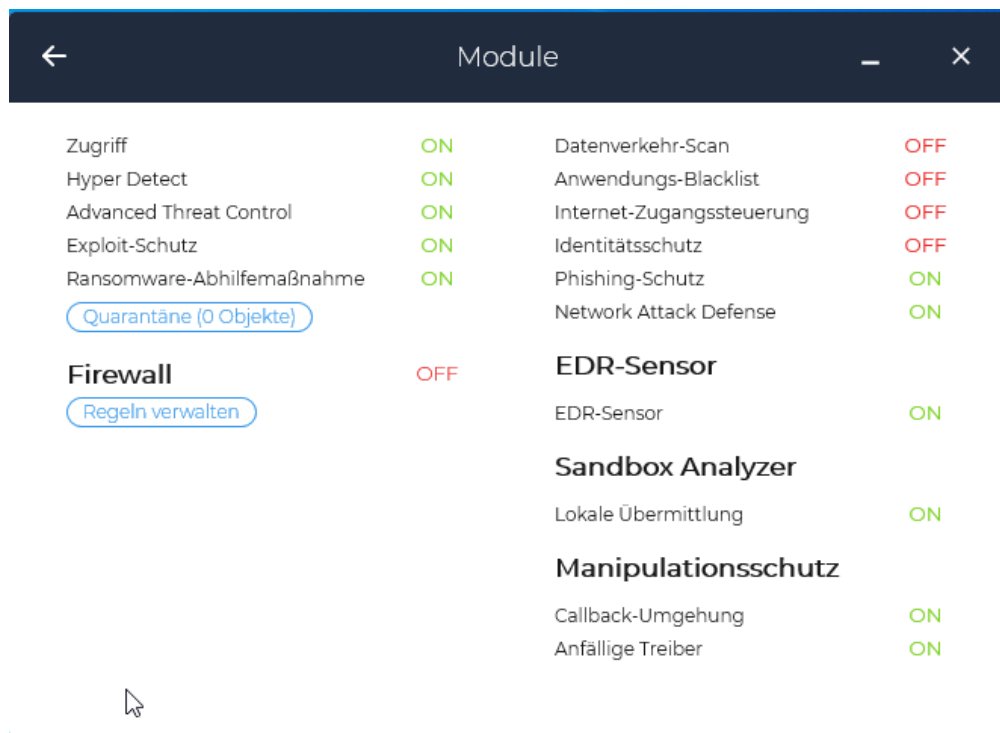 Module
Zugriff ON
Hyper Detect ON
Advanced Threat Control ON
Exploit-Schutz ON
Ransomware-Abhilfemaßnahme ON
Quarantäne (0 Objekte)
Firewall OFF
Regeln verwalten
Datenverkehr-Scan OFF
Anwendungs-Blacklist OFF
Internet-Zugangssteuerung OFF
Identitätsschutz OFF
Phishing-Schutz ON
Network Attack Defense ON
EDR-Sensor
EDR-Sensor ON
Sandbox Analyzer
Lokale Übermittlung ON
Manipulationsschutz
Callback-Umgehung ON
Anfällige Treiber ON